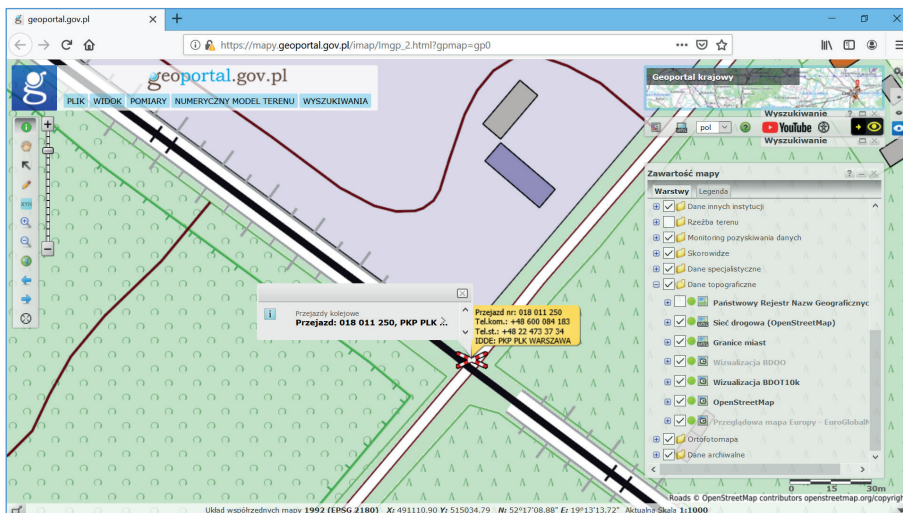 geoportal.gov.pl
https://mapy.geoportal.gov.pl/imap/Imgp_2.html?gpmap=gp0
geoportal.gov.pl
PLIK WIDOK POMIARY NUMERYCZNY MODEL TERENU WYSZUKIWANIA
Geoportal krajowy
Wyszukiwanie
pol YouTube
Wyszukiwanie
Zawartość mapy
Warstwy Legenda
Dane innych instytucji
Rzeźba terenu
Monitoring pozyskiwania danych
Skorowidze
Dane specjalistyczne
Dane topograficzne
Państwowy Rejestr Nazw Geograficznyc
Sieć drogowa (OpenStreetMap)
Granice miast
Wizualizacja BDOO
Wizualizacja BDOT10k
OpenStreetMap
Przeglądowa mapa Europy - EuroGlobalM
Ortofotomapa
Dane archiwalne
Przejazdy kolejowe
Przejazd: 018 011 250, PKP PLK ...
Przejazd nr: 018 011 250
Tel.kom.: +48 600 084 183
Tel.st.: +48 22 473 37 34
IDDE: PKP PLK WARSZAWA
0 15 30m
Roads © OpenStreetMap contributors openstreetmap.org/copyright
Układ współrzędnych mapy 1992 (EPSG 2180) X: 491110.90 Y: 515034.79 N: 52°17'08.88" E: 19°13'13.72" Aktualna Skala 1:1000